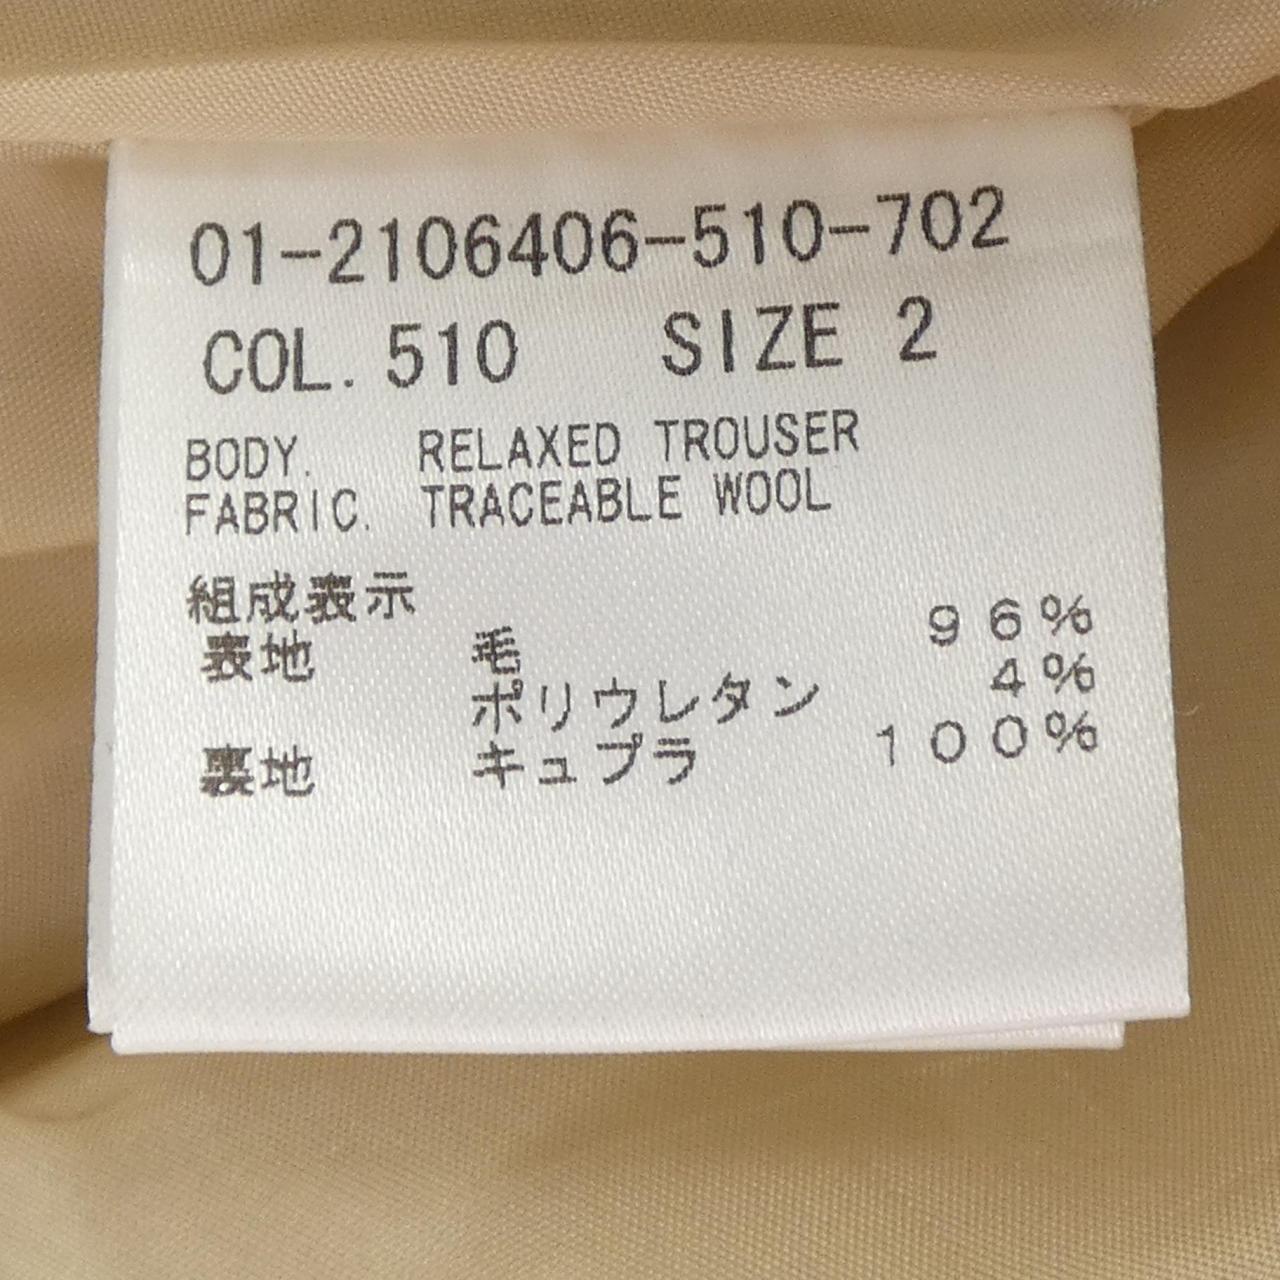 01-2106406-510-702
COL. 510 SIZE 2
BODY. RELAXED TROUSER
FABRIC. TRACEABLE WOOL
組成表示
表地 毛 96%
ポリウレタン 4%
裏地 キュプラ 100%